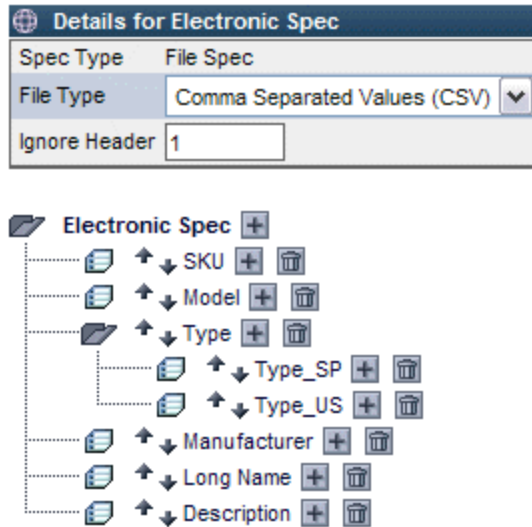 Details for Electronic Spec
Spec Type File Spec
File Type Comma Separated Values (CSV)
Ignore Header 1
Electronic Spec
SKU
Model
Type
Type_SP
Type_US
Manufacturer
Long Name
Description